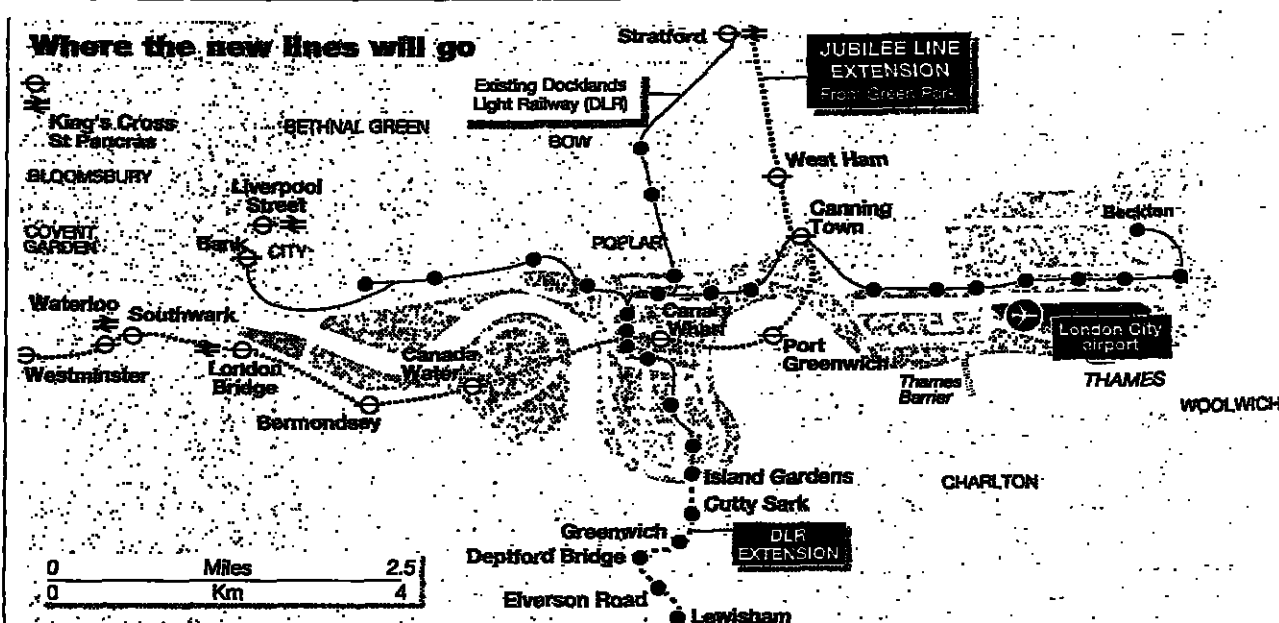 Where the new lines will go
Stratford
JUBILEE LINE
EXTENSION
From Green Park
Existing Docklands
Light Railway (DLR)
King's Cross
St Pancras
BETHNAL GREEN
BOW
West Ham
BLOOMSBURY
Liverpool
Street
Canning
Town
Beckton
COVENT
GARDEN
Bank
CITY
POPLAR
Waterloo
Southwark
Canary
Wharf
London City
airport
Westminster
London
Bridge
Canada
Water
Port
Greenwich
Thames
Barrier
THAMES
WOOLWICH
Bermondsey
Island Gardens
CHARLTON
Cutty Sark
Greenwich
DLR
EXTENSION
Deptford Bridge
0 Miles 2.5
0 Km 4
Elverson Road
Lewisham